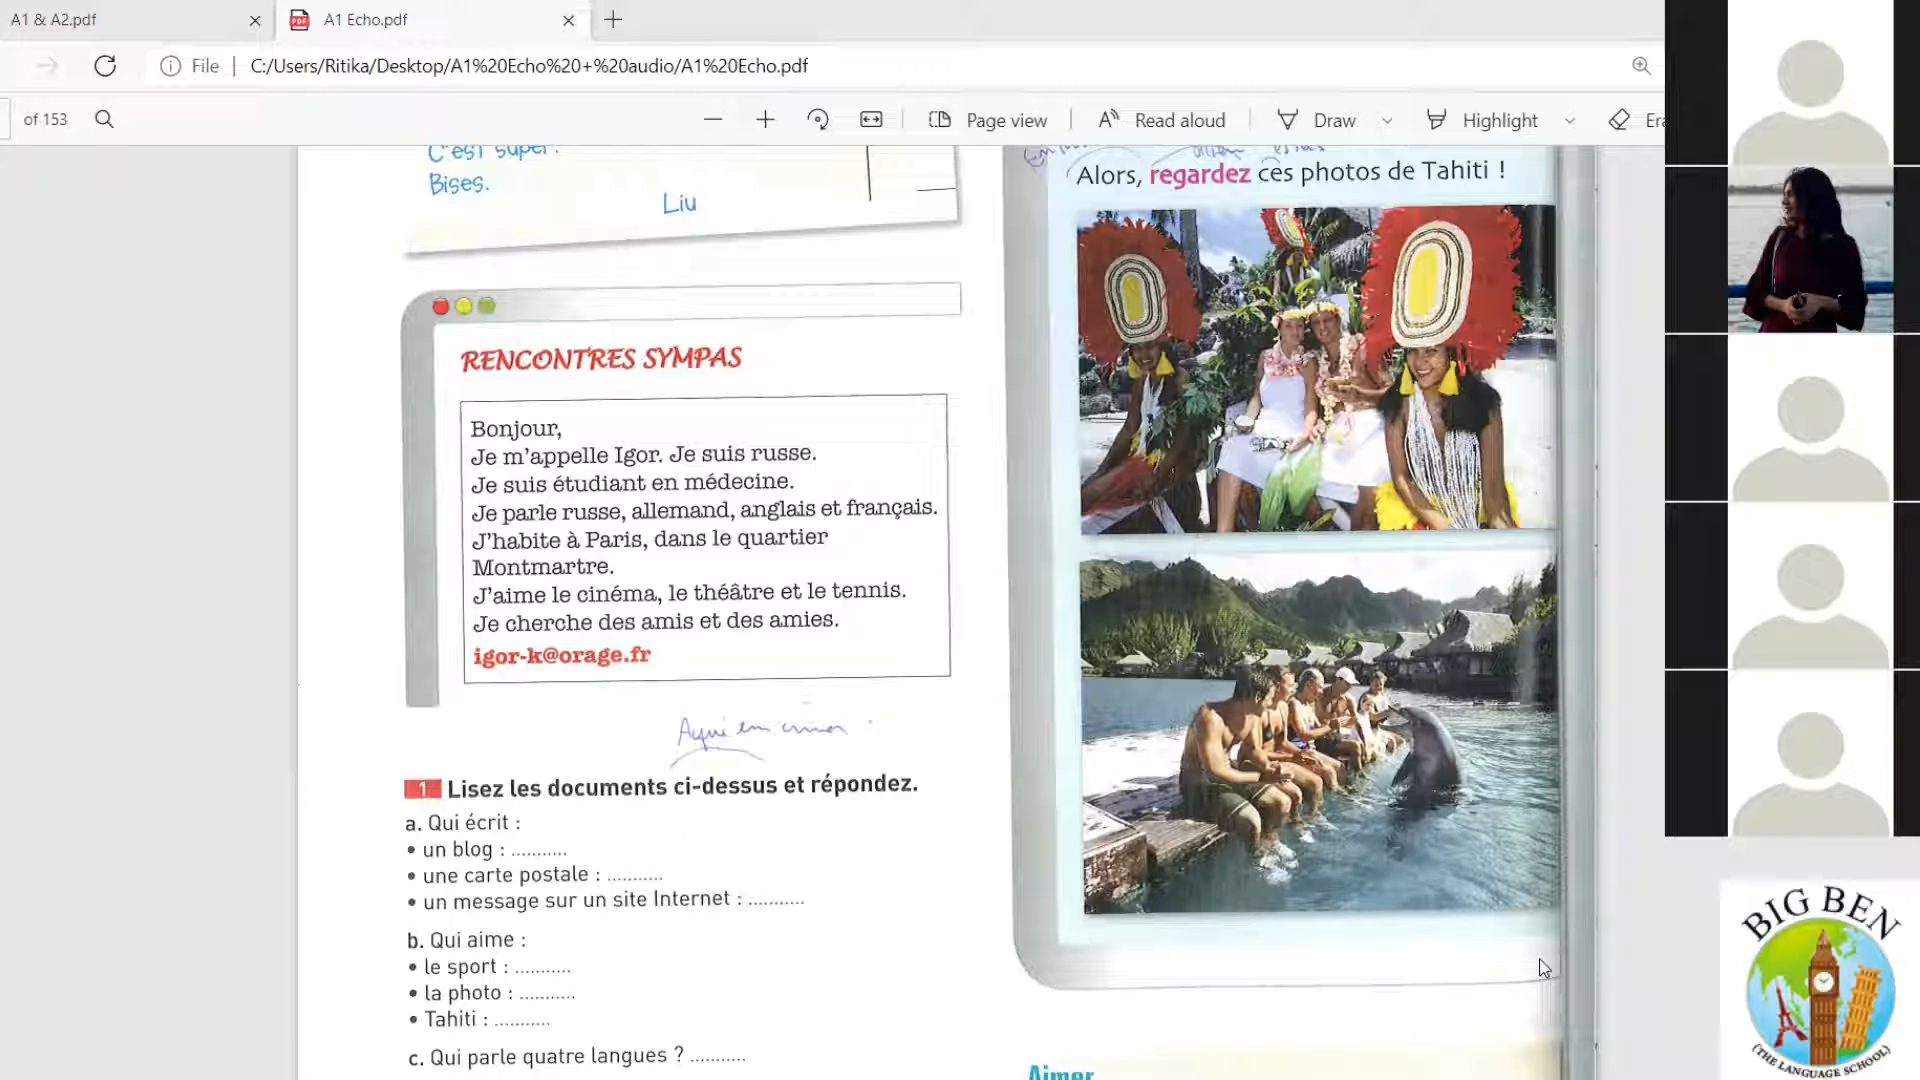 A1 & A2.pdf
A1 Echo.pdf
File
C:/Users/Ritika/Desktop/A1%20Echo%20+%20audio/A1%20Echo.pdf
of 153
Page view
Read aloud
Draw
Highlight
Era
C'est super.
Bises.
Liu
RENCONTRES SYMPAS
Bonjour,
Je m'appelle Igor. Je suis russe.
Je suis étudiant en médecine.
Je parle russe, allemand, anglais et français.
J'habite à Paris, dans le quartier
Montmartre.
J'aime le cinéma, le théâtre et le tennis.
Je cherche des amis et des amies.
igor-k@orage.fr
1 Lisez les documents ci-dessus et répondez.
a. Qui écrit :
• un blog : ...........
• une carte postale : ...........
• un message sur un site Internet : ...........
b. Qui aime :
• le sport : ...........
• la photo : ...........
• Tahiti : ...........
c. Qui parle quatre langues ? ...........
Alors, regardez ces photos de Tahiti !
Aimer
BIG BEN
(THE LANGUAGE SCHOOL)